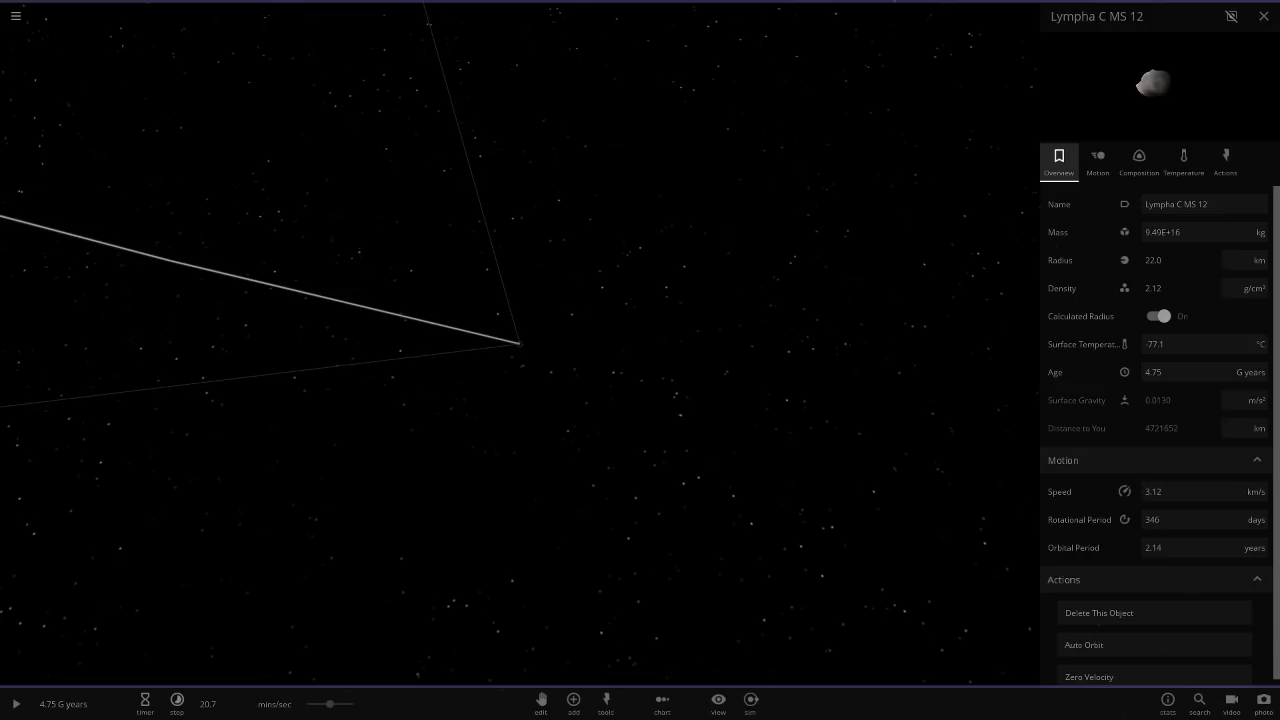 Lympha C MS 12
Overview
Motion
Composition
Temperature
Actions
Name Lympha C MS 12
Mass 9.49E+16 kg
Radius 22.0 km
Density 2.12 g/cm³
Calculated Radius On
Surface Temperat... -77.1 °C
Age 4.75 G years
Surface Gravity 0.0130 m/s²
Distance to You 4721652 km
Motion
Speed 3.12 km/s
Rotational Period 346 days
Orbital Period 2.14 years
Actions
Delete This Object
Auto Orbit
Zero Velocity
4.75 G years
timer
step
20.7 mins/sec
edit
add
tools
chart
view
sim
stats
search
video
photo